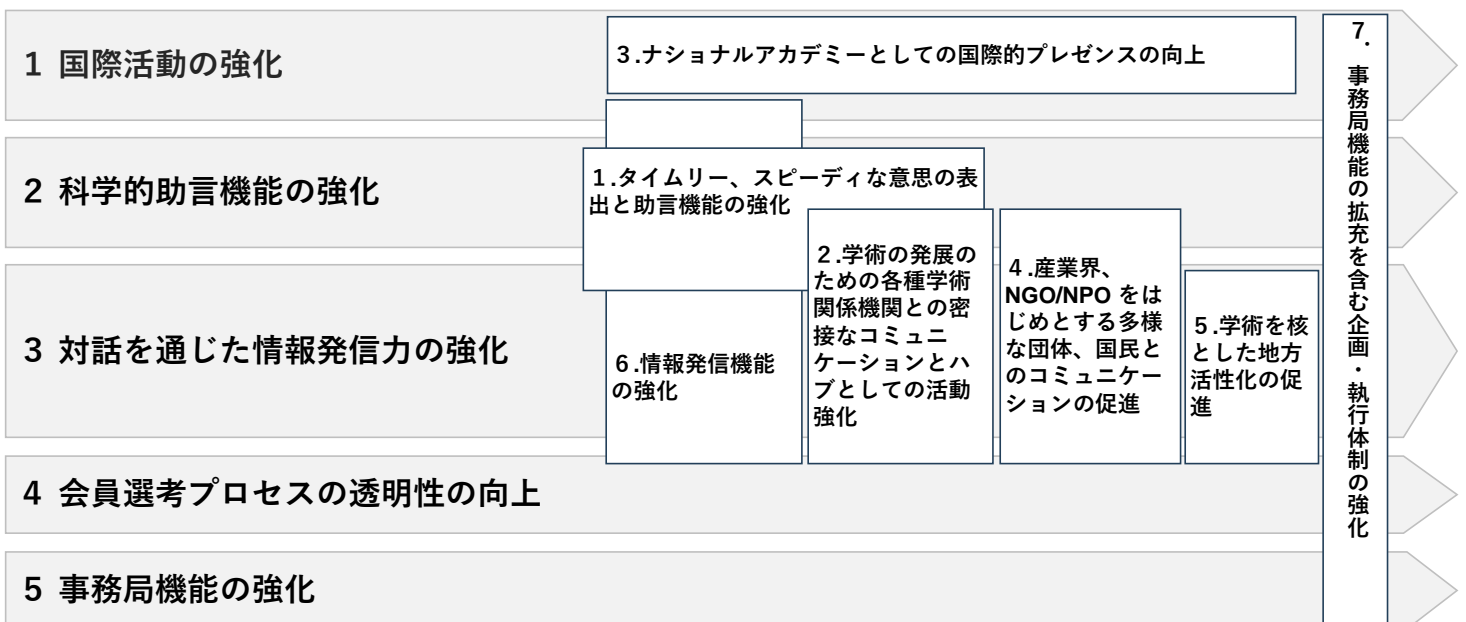 1 国際活動の強化
3.ナショナルアカデミーとしての国際的プレゼンスの向上
2 科学的助言機能の強化
1.タイムリー、スピーディな意思の表
出と助言機能の強化
3 対話を通じた情報発信力の強化
6.情報発信機能
の強化
2.学術の発展の
ための各種学術
関係機関との密
接なコミュニ
ケーションとハ
ブとしての活動
強化
4.産業界、
NGO/NPO をは
じめとする多様
な団体、国民と
のコミュニケー
ションの促進
5.学術を核
とした地方
活性化の促
進
4 会員選考プロセスの透明性の向上
5 事務局機能の強化
7. 事務局機能の拡充を含む企画・執行体制の強化